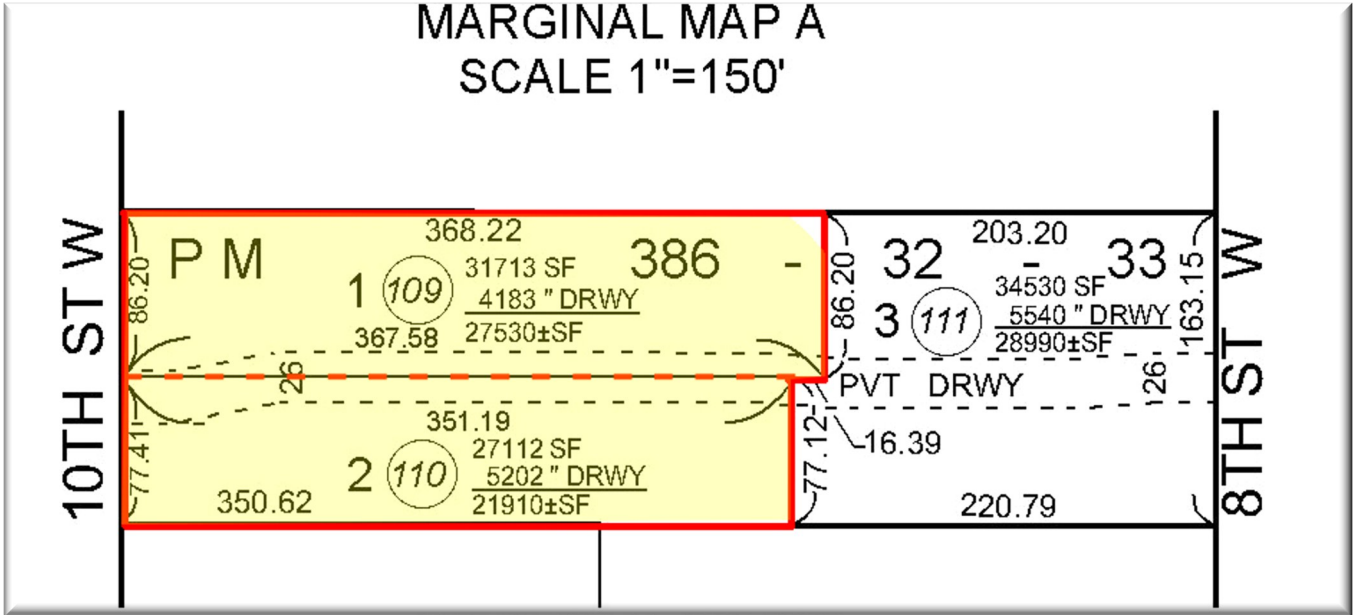 MARGINAL MAP A
SCALE 1"=150'
10TH ST W
8TH ST W
P M 386 - 32 - 33
368.22
203.20
86.20
1 109
31713 SF
4183 " DRWY
27530±SF
367.58
86.20
3 111
34530 SF
5540 " DRWY
28990±SF
163.15
26
PVT DRWY
26
77.41
351.19
2 110
27112 SF
5202 " DRWY
21910±SF
350.62
77.12
16.39
220.79